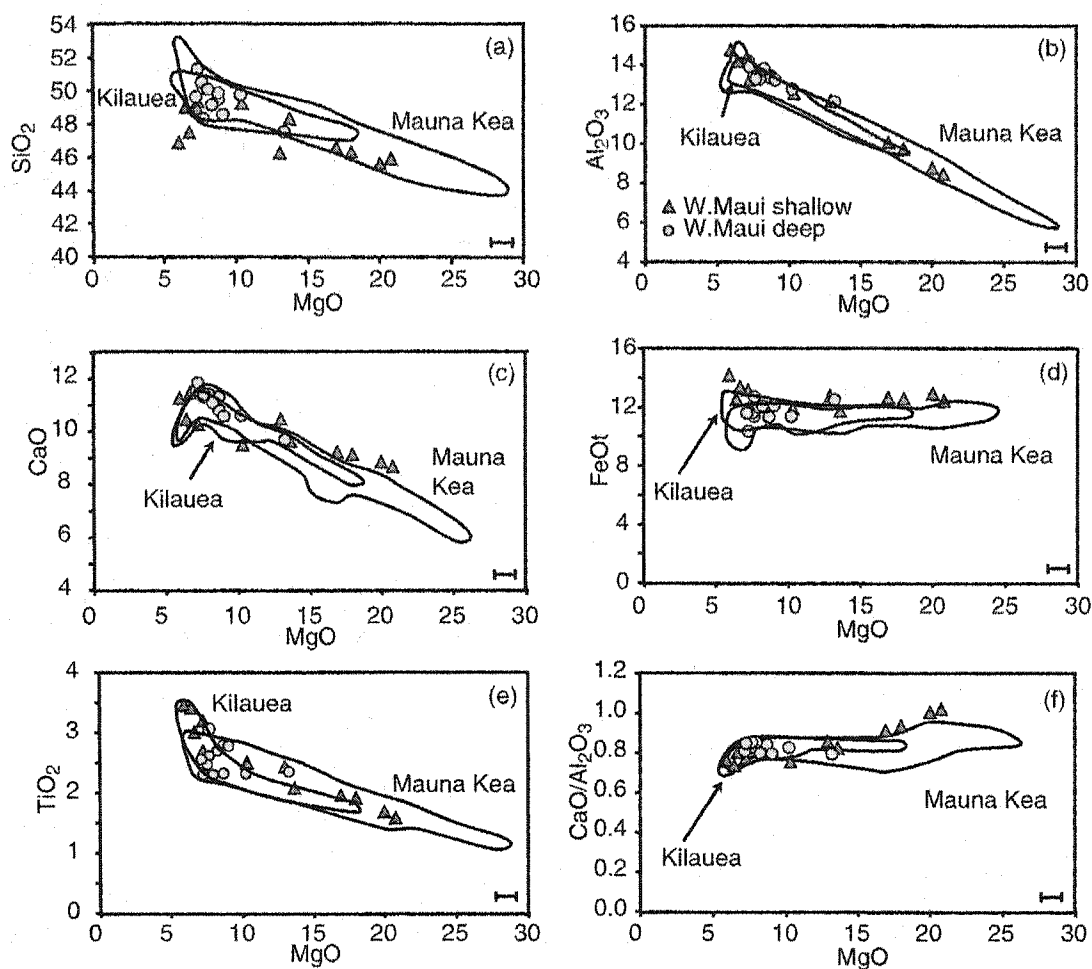 (a)
54
52
50
48
46
44
42
40
SiO₂
Kilauea
Mauna Kea
0 5 10 15 20 25 30
MgO
(b)
16
14
12
10
8
6
4
Al₂O₃
Kilauea
Mauna Kea
W.Maui shallow
W.Maui deep
0 5 10 15 20 25 30
MgO
(c)
12
10
8
6
4
CaO
Kilauea
Mauna
Kea
0 5 10 15 20 25 30
MgO
(d)
16
12
8
4
0
FeOt
Kilauea
Mauna Kea
0 5 10 15 20 25 30
MgO
(e)
4
3
2
1
0
TiO₂
Kilauea
Mauna Kea
0 5 10 15 20 25 30
MgO
(f)
1.2
1.0
0.8
0.6
0.4
0.2
0.0
CaO/Al₂O₃
Kilauea
Mauna Kea
0 5 10 15 20 25 30
MgO